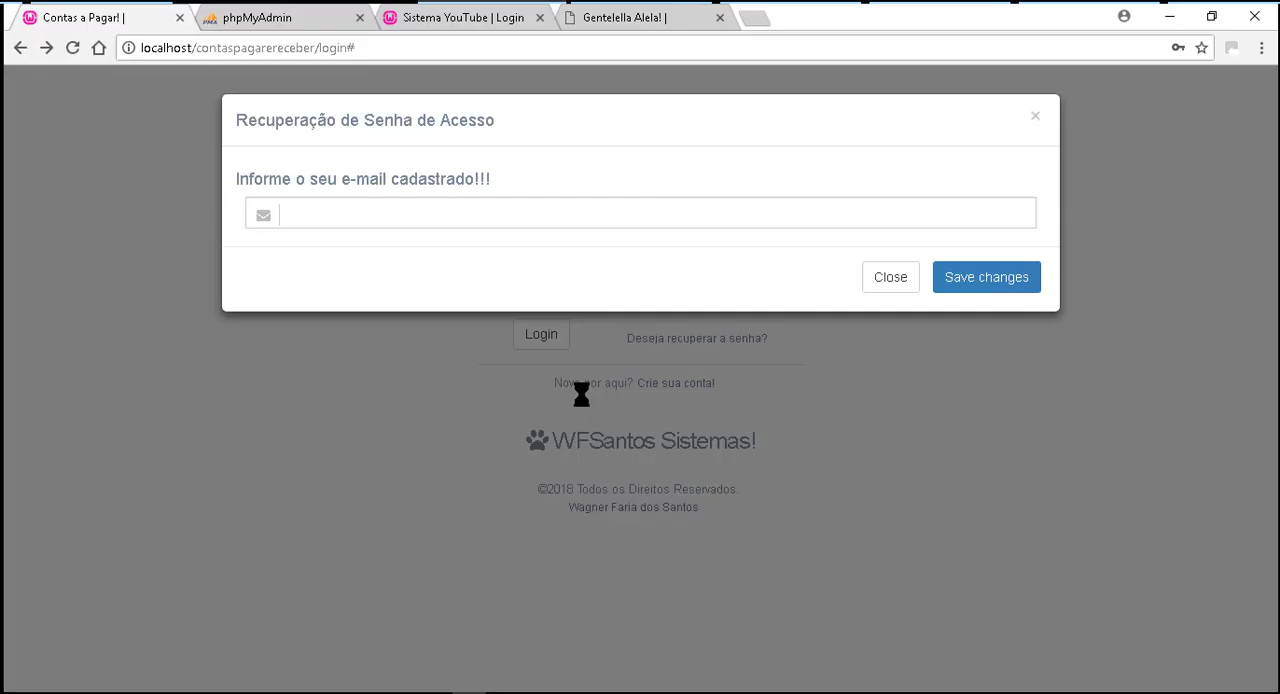 Contas a Pagar! |
phpMyAdmin
Sistema YouTube | Login
Gentelella Alela! |
localhost/contaspagarereceber/login#
Recuperação de Senha de Acesso
×
Informe o seu e-mail cadastrado!!!
Close
Save changes
Login
Deseja recuperar a senha?
Novo por aqui? Crie sua conta!
WFSantos Sistemas!
©2018 Todos os Direitos Reservados.
Wagner Faria dos Santos